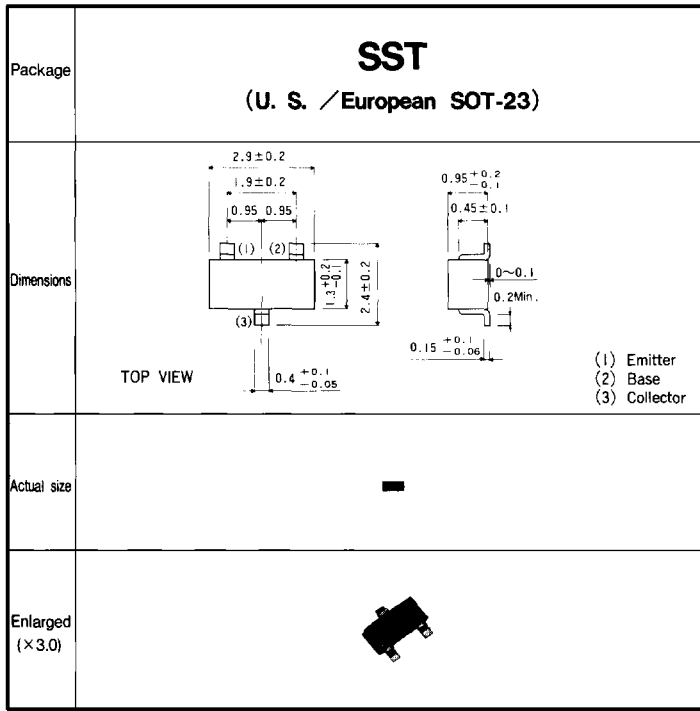 Package
SST
(U. S. ／European SOT-23)
Dimensions
2.9±0.2
1.9±0.2
0.95 0.95
(1) (2)
(3)
1.3 +0.2 -0.1
2.4±0.2
0.4 +0.1 -0.05
TOP VIEW
0.95 +0.2 -0.1
0.45±0.1
0～0.1
0.2Min.
0.15 +0.1 -0.06
(1) Emitter
(2) Base
(3) Collector
Actual size
Enlarged
(×3.0)